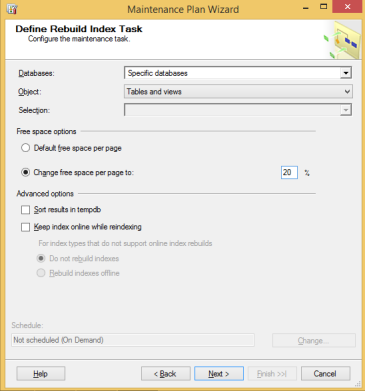 Maintenance Plan Wizard
Define Rebuild Index Task
Configure the maintenance task.
Databases: Specific databases
Object: Tables and views
Selection:
Free space options
Default free space per page
Change free space per page to: 20 %
Advanced options
Sort results in tempdb
Keep index online while reindexing
For index types that do not support online index rebuilds
Do not rebuild indexes
Rebuild indexes offline
Schedule:
Not scheduled (On Demand) Change...
Help < Back Next > Finish >>| Cancel